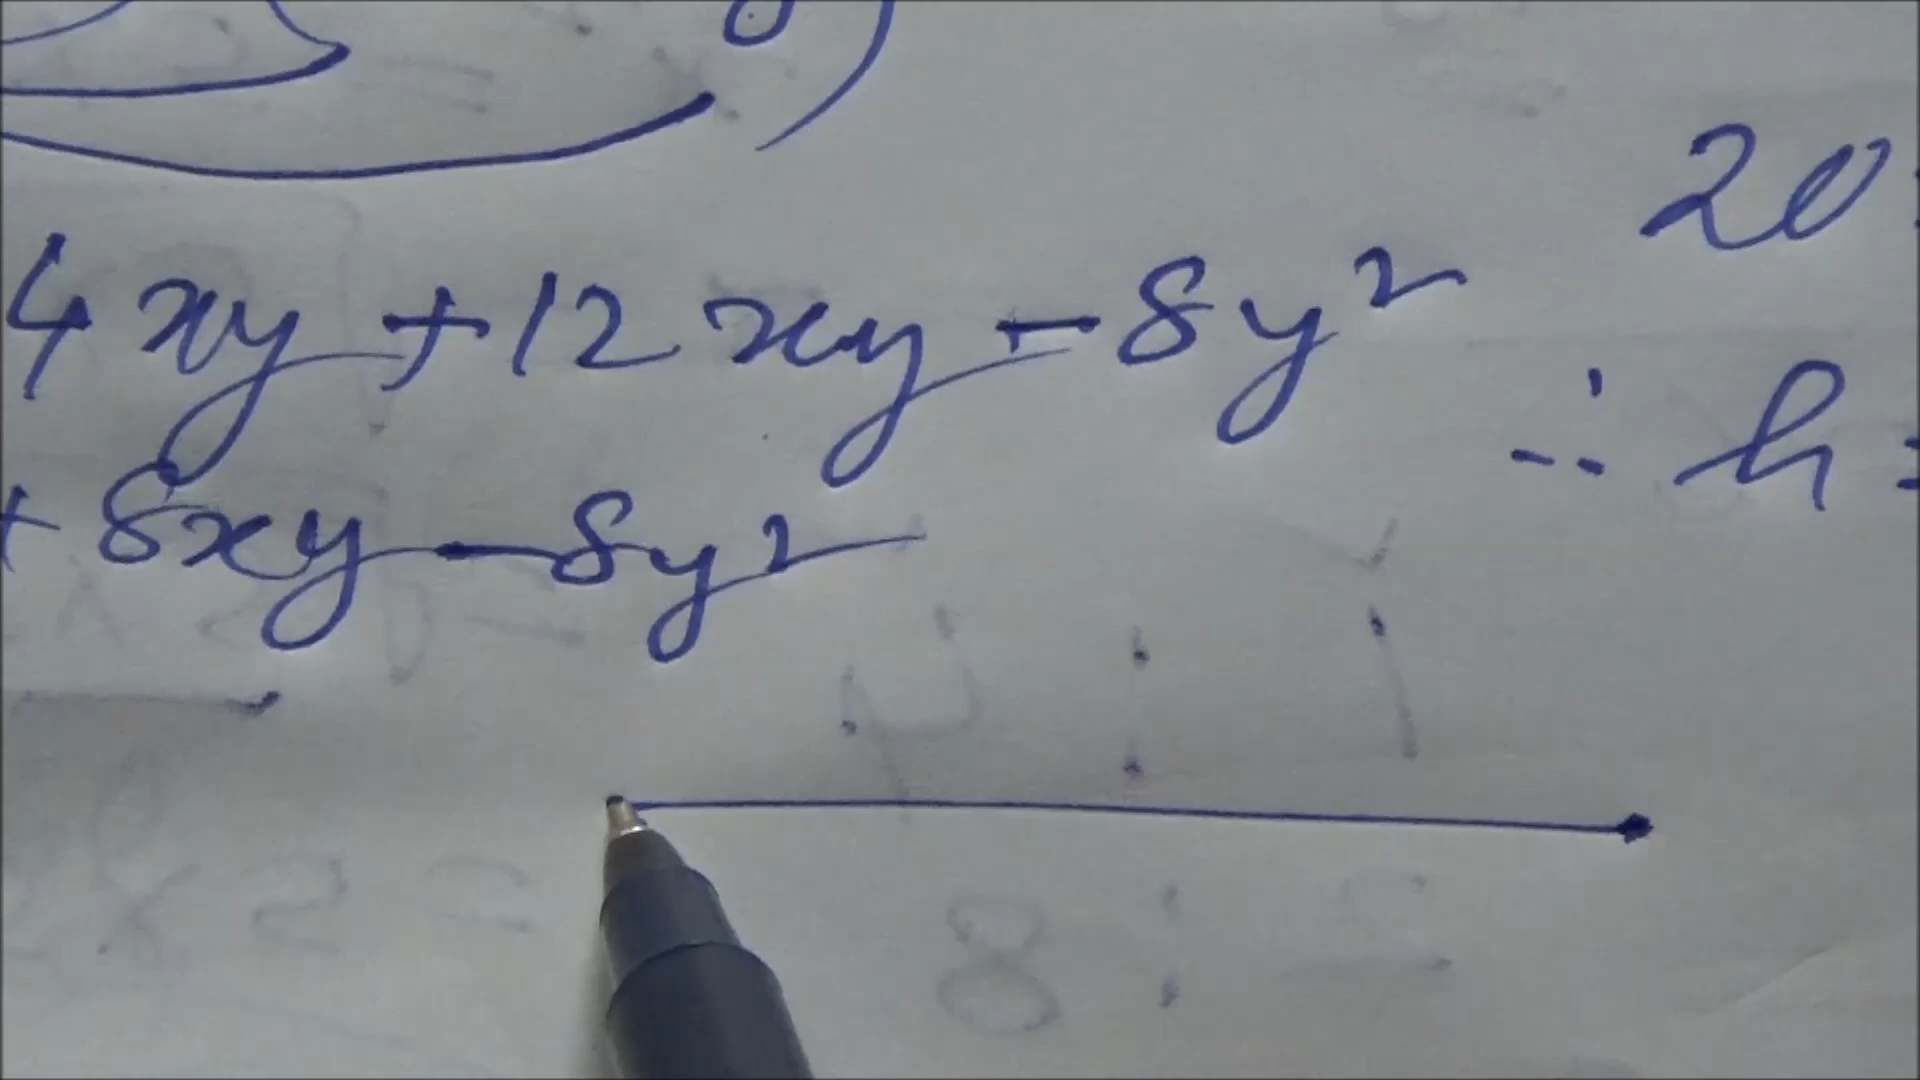 4xy + 12xy - 8y²
+ 8xy - 8y²
20
∴ h =